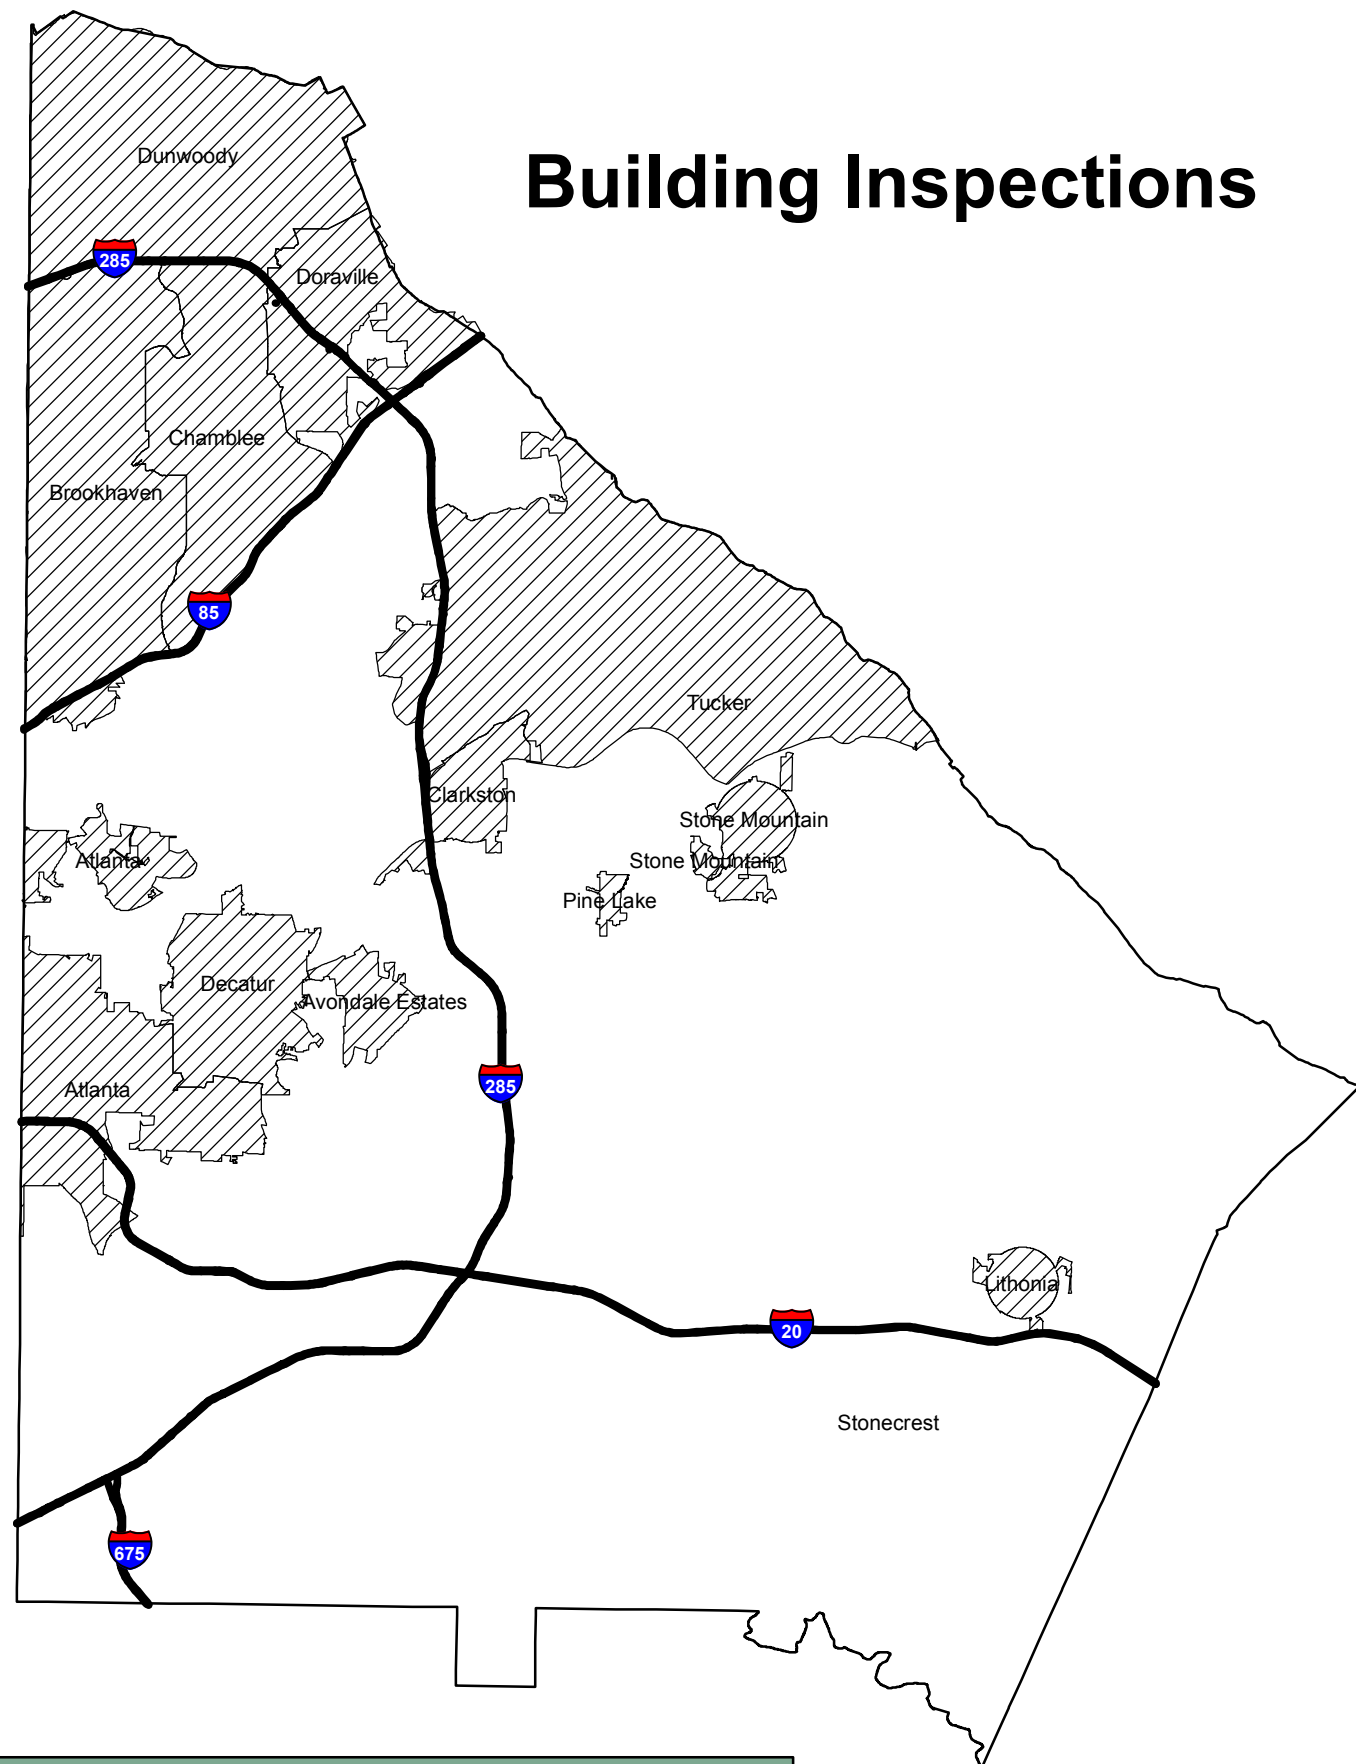 Building Inspections
Dunwoody
285
Doraville
Chamblee
Brookhaven
85
Tucker
Clarkston
Stone Mountain
Atlanta
Stone Mountain
Pine Lake
Decatur
Avondale Estates
285
Atlanta
Lithonia
20
Stonecrest
675